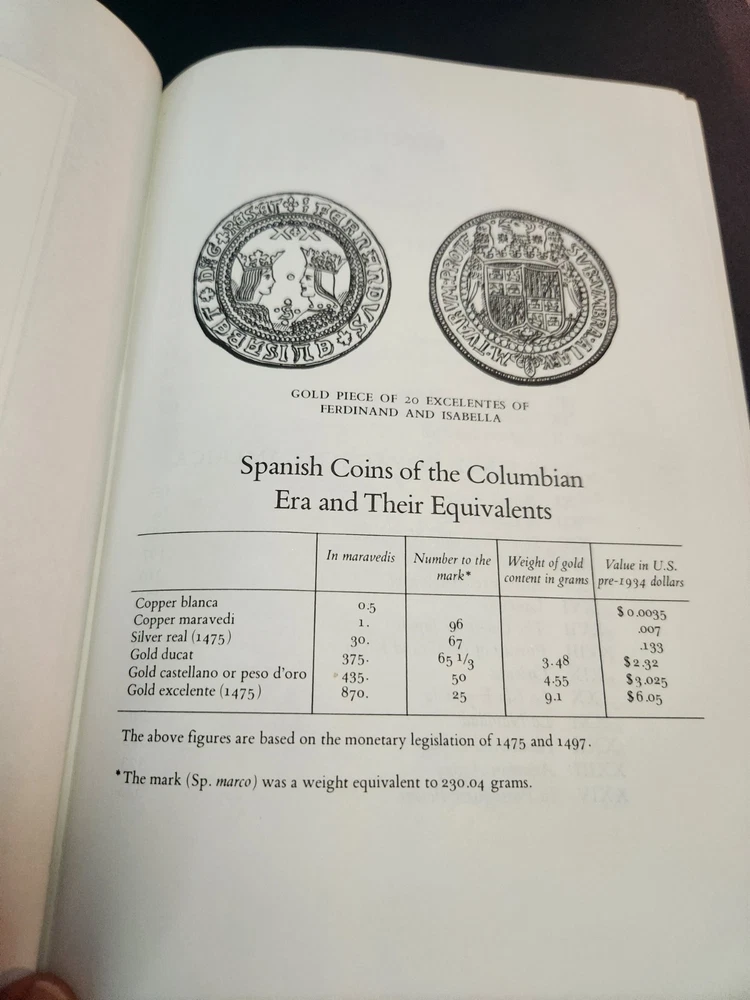 GOLD PIECE OF 20 EXCELENTES OF
FERDINAND AND ISABELLA
Spanish Coins of the Columbian
Era and Their Equivalents
In maravedis Number to the mark* Weight of gold content in grams Value in U.S. pre-1934 dollars
Copper blanca 0.5 $0.0035
Copper maravedi 1. 96 .007
Silver real (1475) 30. 67 .133
Gold ducat 375. 65 1/3 3.48 $2.32
Gold castellano or peso d'oro 435. 50 4.55 $3.025
Gold excelente (1475) 870. 25 9.1 $6.05
The above figures are based on the monetary legislation of 1475 and 1497.
*The mark (Sp. marco) was a weight equivalent to 230.04 grams.